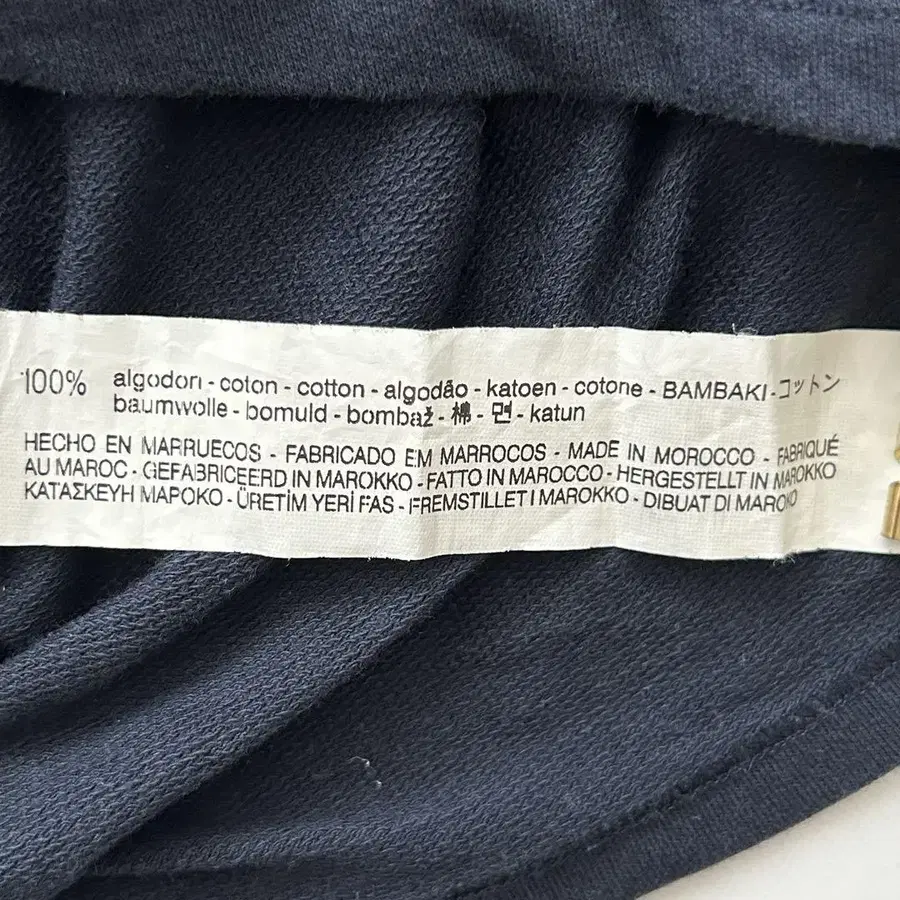 100% algodon - coton - cotton - algodão - katoen - cotone - BAMBAKI - コットン
baumwolle - bomuld - bombaž - 棉 - 면 - katun
HECHO EN MARRUECOS - FABRICADO EM MARROCOS - MADE IN MOROCCO - FABRIQUÉ
AU MAROC - GEFABRICEERD IN MAROKKO - FATTO IN MAROCCO - HERGESTELLT IN MAROKKO
ΚΑΤΑΣΚΕΥΗ ΜΑΡΟΚΟ - ÜRETİM YERİ FAS - FREMSTILLET I MAROKKO - DIBUAT DI MAROKO